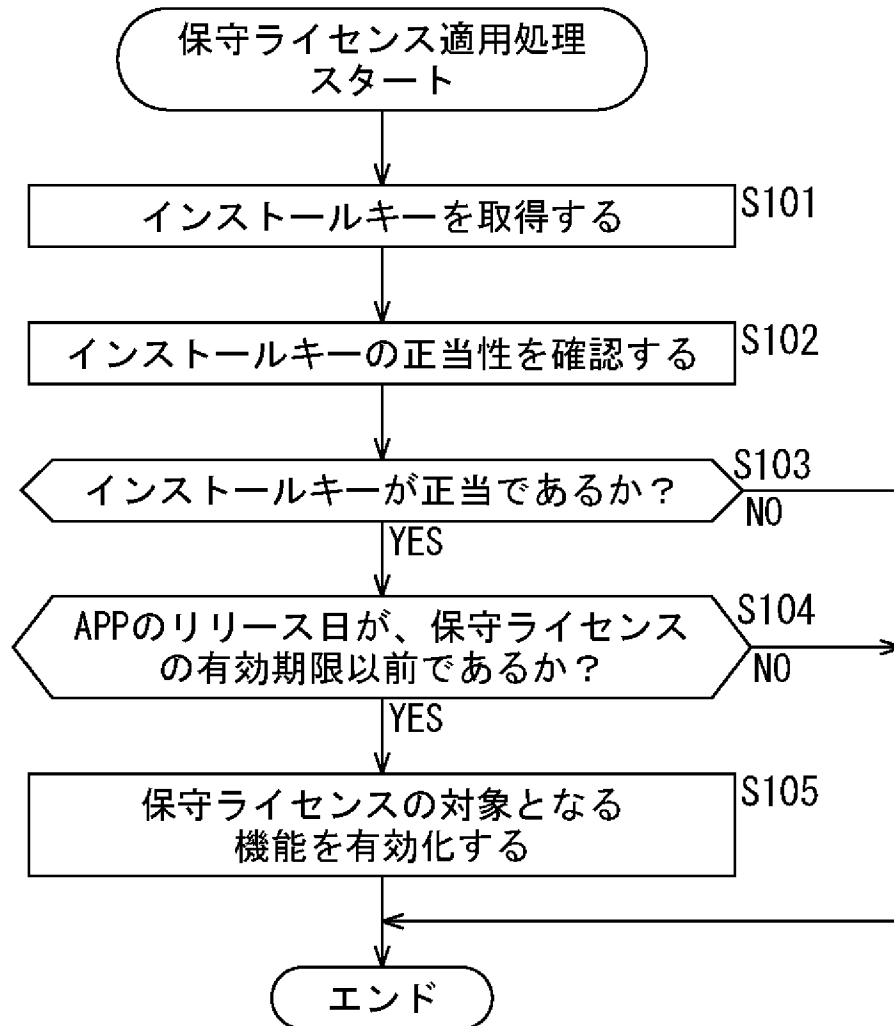 保守ライセンス適用処理
スタート
インストールキーを取得する
S101
インストールキーの正当性を確認する
S102
インストールキーが正当であるか？
S103
NO
YES
APPのリリース日が、保守ライセンス
の有効期限以前であるか？
S104
NO
YES
保守ライセンスの対象となる
機能を有効化する
S105
エンド